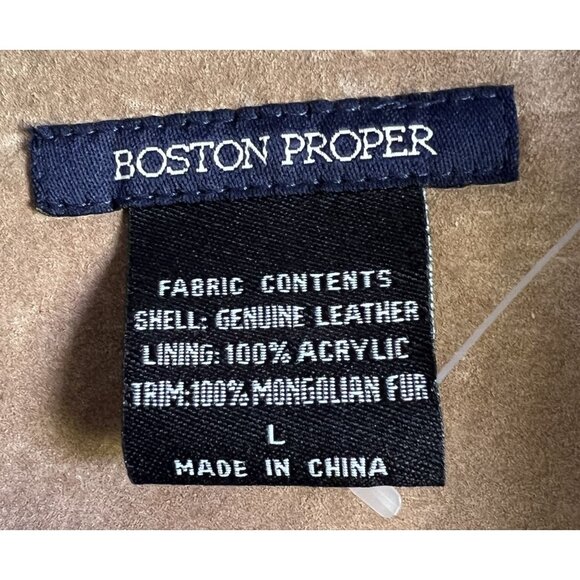 BOSTON PROPER
FABRIC CONTENTS
SHELL: GENUINE LEATHER
LINING: 100% ACRYLIC
TRIM:100% MONGOLIAN FUR
L
MADE IN CHINA